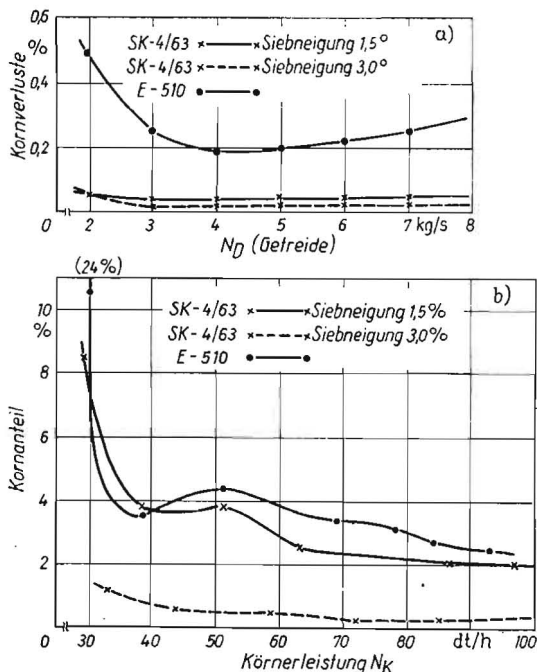 a)
SK-4/63 Siebneigung 1,5°
SK-4/63 Siebneigung 3,0°
E-510
Kornverluste
0,6
%
0,4
0,2
0
2 3 4 5 6 7 kg/s 8
N_D (Getreide)
(24%)
b)
SK-4/63 Siebneigung 1,5%
SK-4/63 Siebneigung 3,0%
E-510
Kornanteil
10
%
8
6
4
2
0 30 40 50 60 70 80 dt/h 100
Körnerleistung N_K